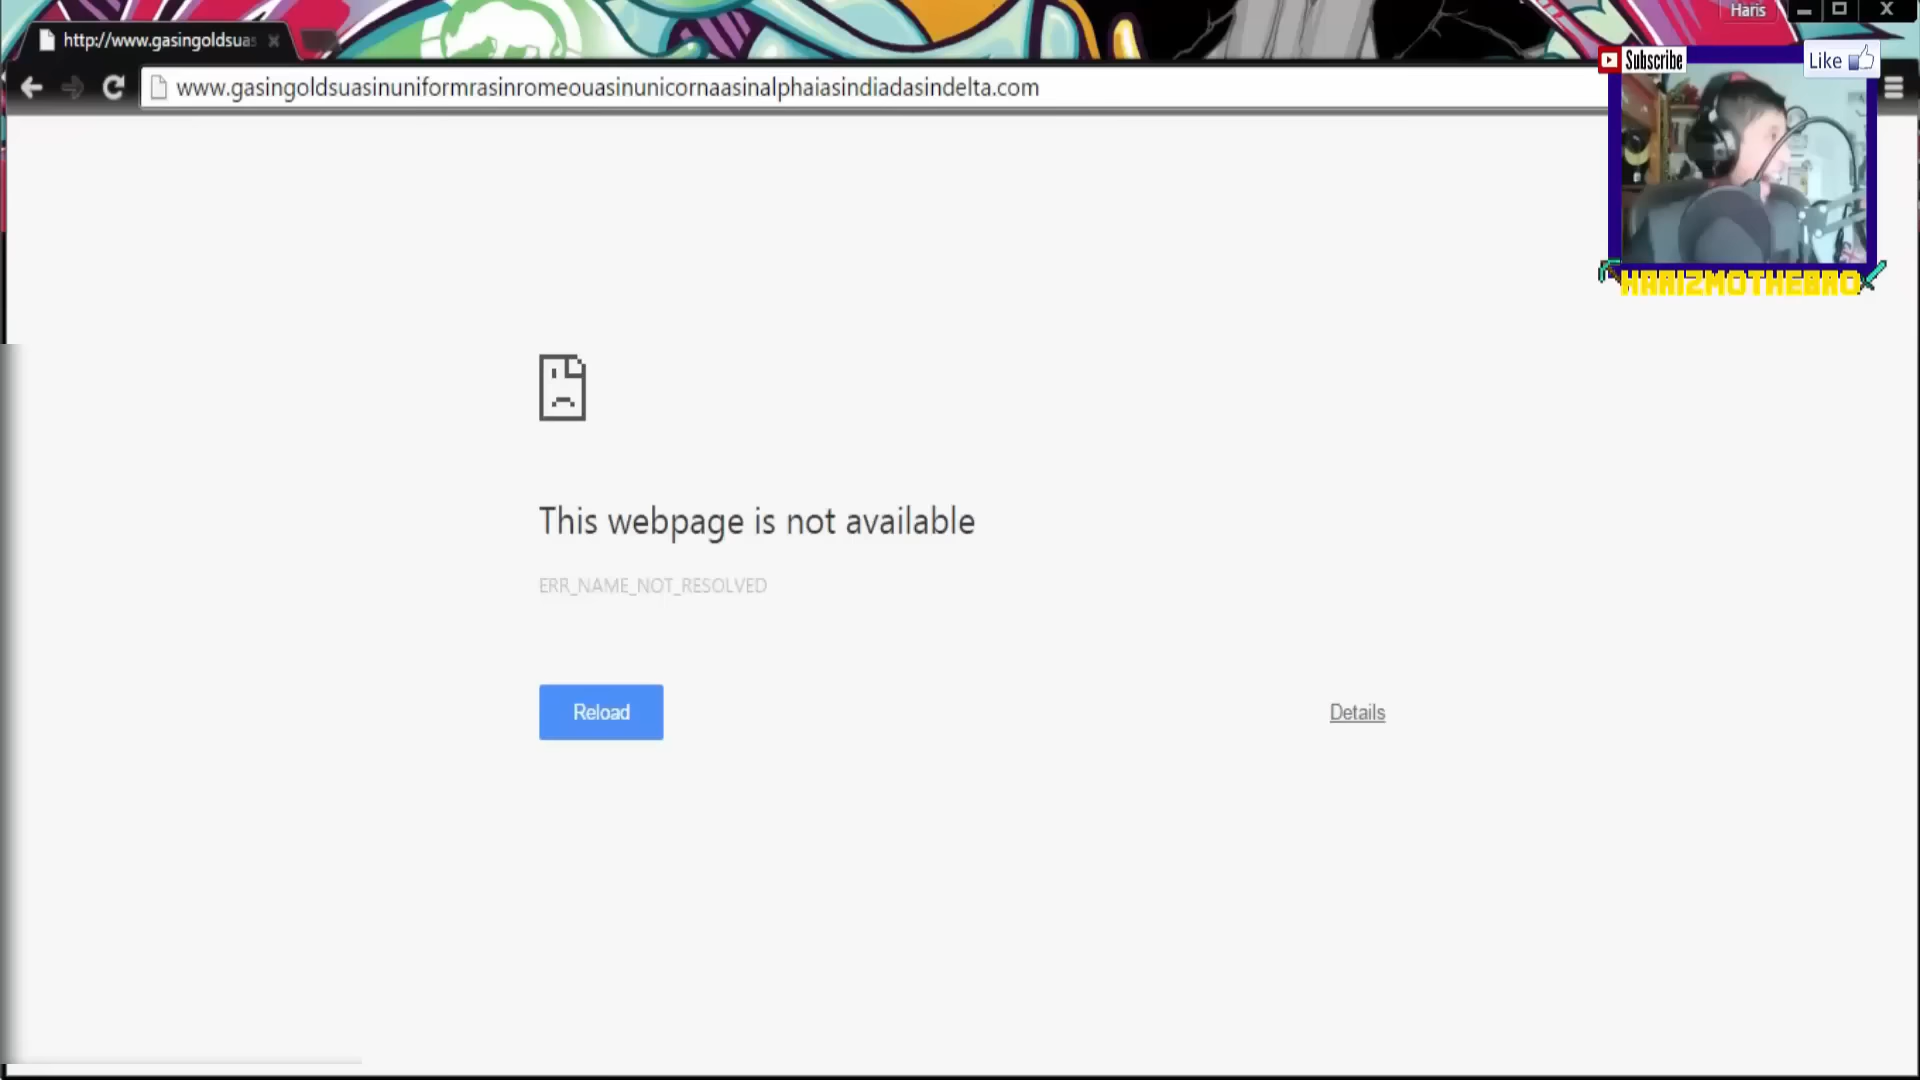 Haris
http://www.gasingoldsuas
Subscribe
Like
www.gasingoldsuasinuniformrasinromeouasinunicornaasinalphaiasindiadasindelta.com
HARIZMOTHEBRO
This webpage is not available
ERR_NAME_NOT_RESOLVED
Reload
Details